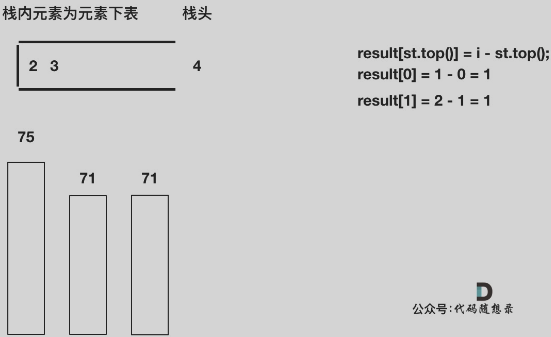 栈内元素为元素下表 栈头
2 3 4
result[st.top()] = i - st.top();
result[0] = 1 - 0 = 1
result[1] = 2 - 1 = 1
75
71 71
D
公众号:代码随想录